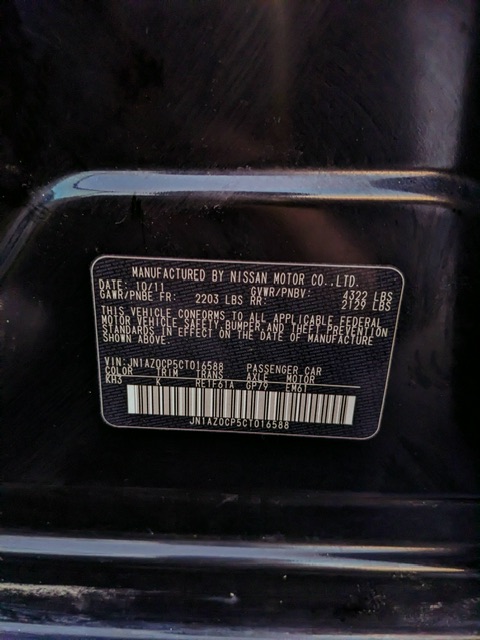 MANUFACTURED BY NISSAN MOTOR CO.,LTD.
DATE: 10/11 GVWR/PNBV: 4322 LBS
GAWR/PNBE FR: 2203 LBS RR: 2129 LBS
THIS VEHICLE CONFORMS TO ALL APPLICABLE FEDERAL
MOTOR VEHICLE SAFETY, BUMPER, AND THEFT PREVENTION
STANDARDS IN EFFECT ON THE DATE OF MANUFACTURE
SHOWN ABOVE.
VIN: JN1AZ0CP5CT016588 PASSENGER CAR
COLOR TRIM TRANS AXLE MOTOR
KH3 K RE1F61A GP79 EM61
JN1AZ0CP5CT016588